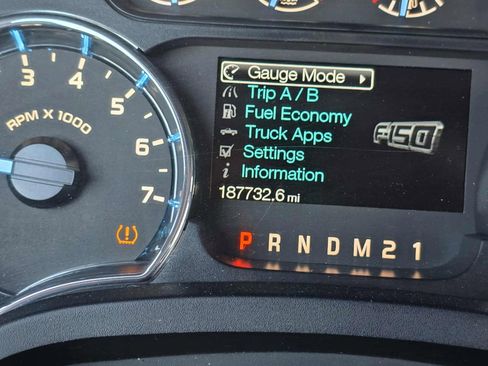 3
4
5
6
7
7
RPM X 1000
Gauge Mode
Trip A / B
Fuel Economy
Truck Apps
Settings
Information
187732.6 mi
F-150
P R N D M 2 1